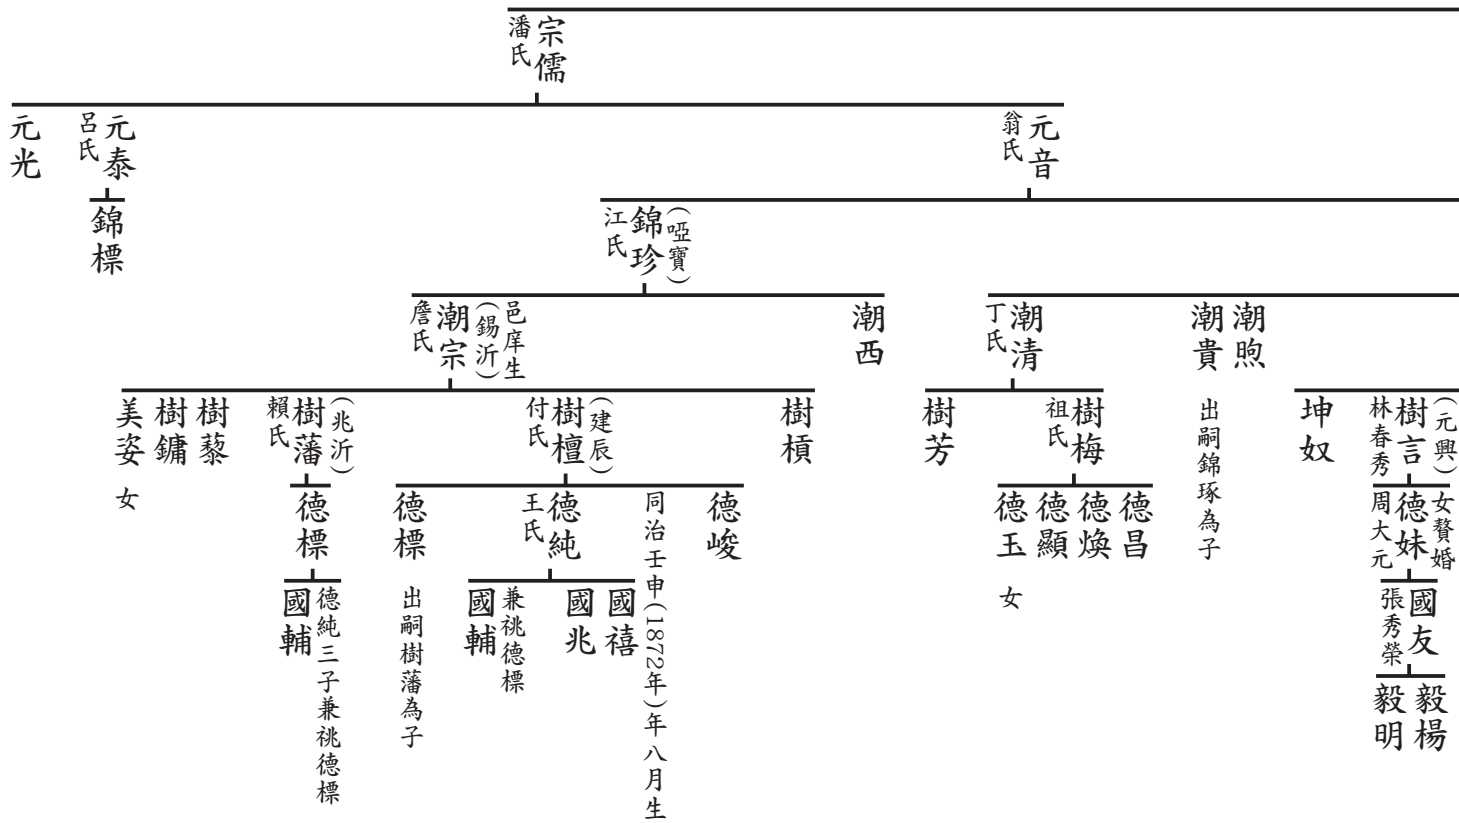 宗儒
潘氏
元音
翁氏
元泰
呂氏
元光
(啞寶)
錦珍
江氏
錦標
潮煦
潮貴
出嗣錦琢為子
潮清
丁氏
潮西
邑庠生
(錫沂)
潮宗
詹氏
(元興)
樹言
林春秀
坤奴
樹梅
祖氏
樹芳
樹槓
(建辰)
樹檀
付氏
(兆沂)
樹藩
賴氏
樹藜
樹鏞
美姿 女
女贅婚
德妹
周大元
德昌
德煥
德顯
德玉 女
德峻
同治壬申(1872年)年八月生
德純
王氏
德標 出嗣樹藩為子
德標
國友
張秀榮
國禧
國兆
兼祧德標
國輔
德純三子兼祧德標
國輔
毅楊
毅明